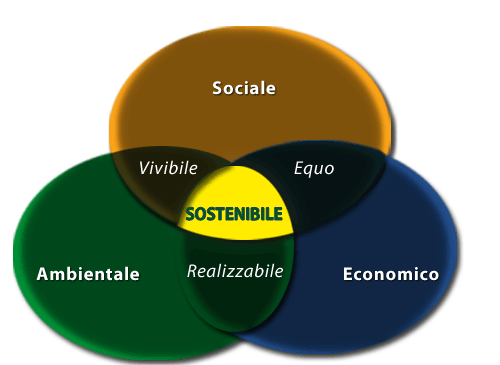 Sociale
Vivibile
Equo
SOSTENIBILE
Ambientale
Realizzabile
Economico